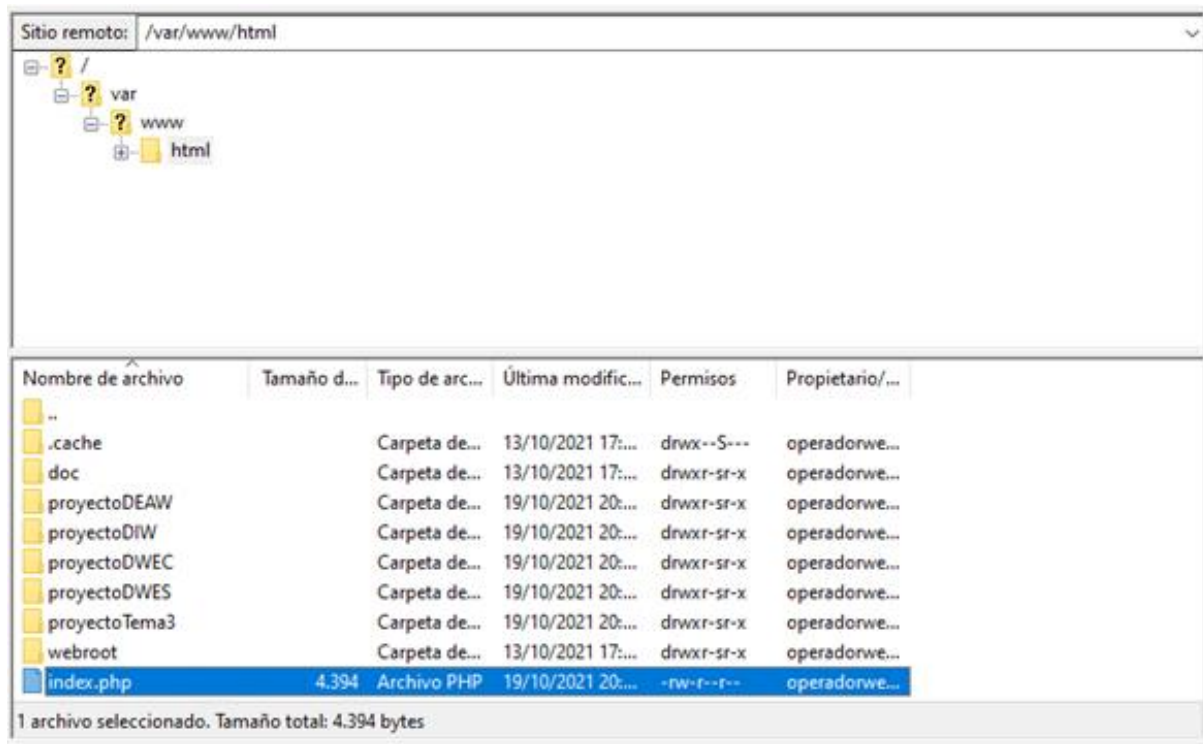 Sitio remoto: /var/www/html
? /
? var
? www
html
Nombre de archivo Tamaño d... Tipo de arc... Última modific... Permisos Propietario/...
..
.cache Carpeta de... 13/10/2021 17:... drwx--S--- operadorwe...
doc Carpeta de... 13/10/2021 17:... drwxr-sr-x operadorwe...
proyectoDEAW Carpeta de... 19/10/2021 20:... drwxr-sr-x operadorwe...
proyectoDIW Carpeta de... 19/10/2021 20:... drwxr-sr-x operadorwe...
proyectoDWEC Carpeta de... 19/10/2021 20:... drwxr-sr-x operadorwe...
proyectoDWES Carpeta de... 19/10/2021 20:... drwxr-sr-x operadorwe...
proyectoTema3 Carpeta de... 19/10/2021 20:... drwxr-sr-x operadorwe...
webroot Carpeta de... 13/10/2021 17:... drwxr-sr-x operadorwe...
index.php 4.394 Archivo PHP 19/10/2021 20:... -rw-r--r-- operadorwe...
1 archivo seleccionado. Tamaño total: 4.394 bytes